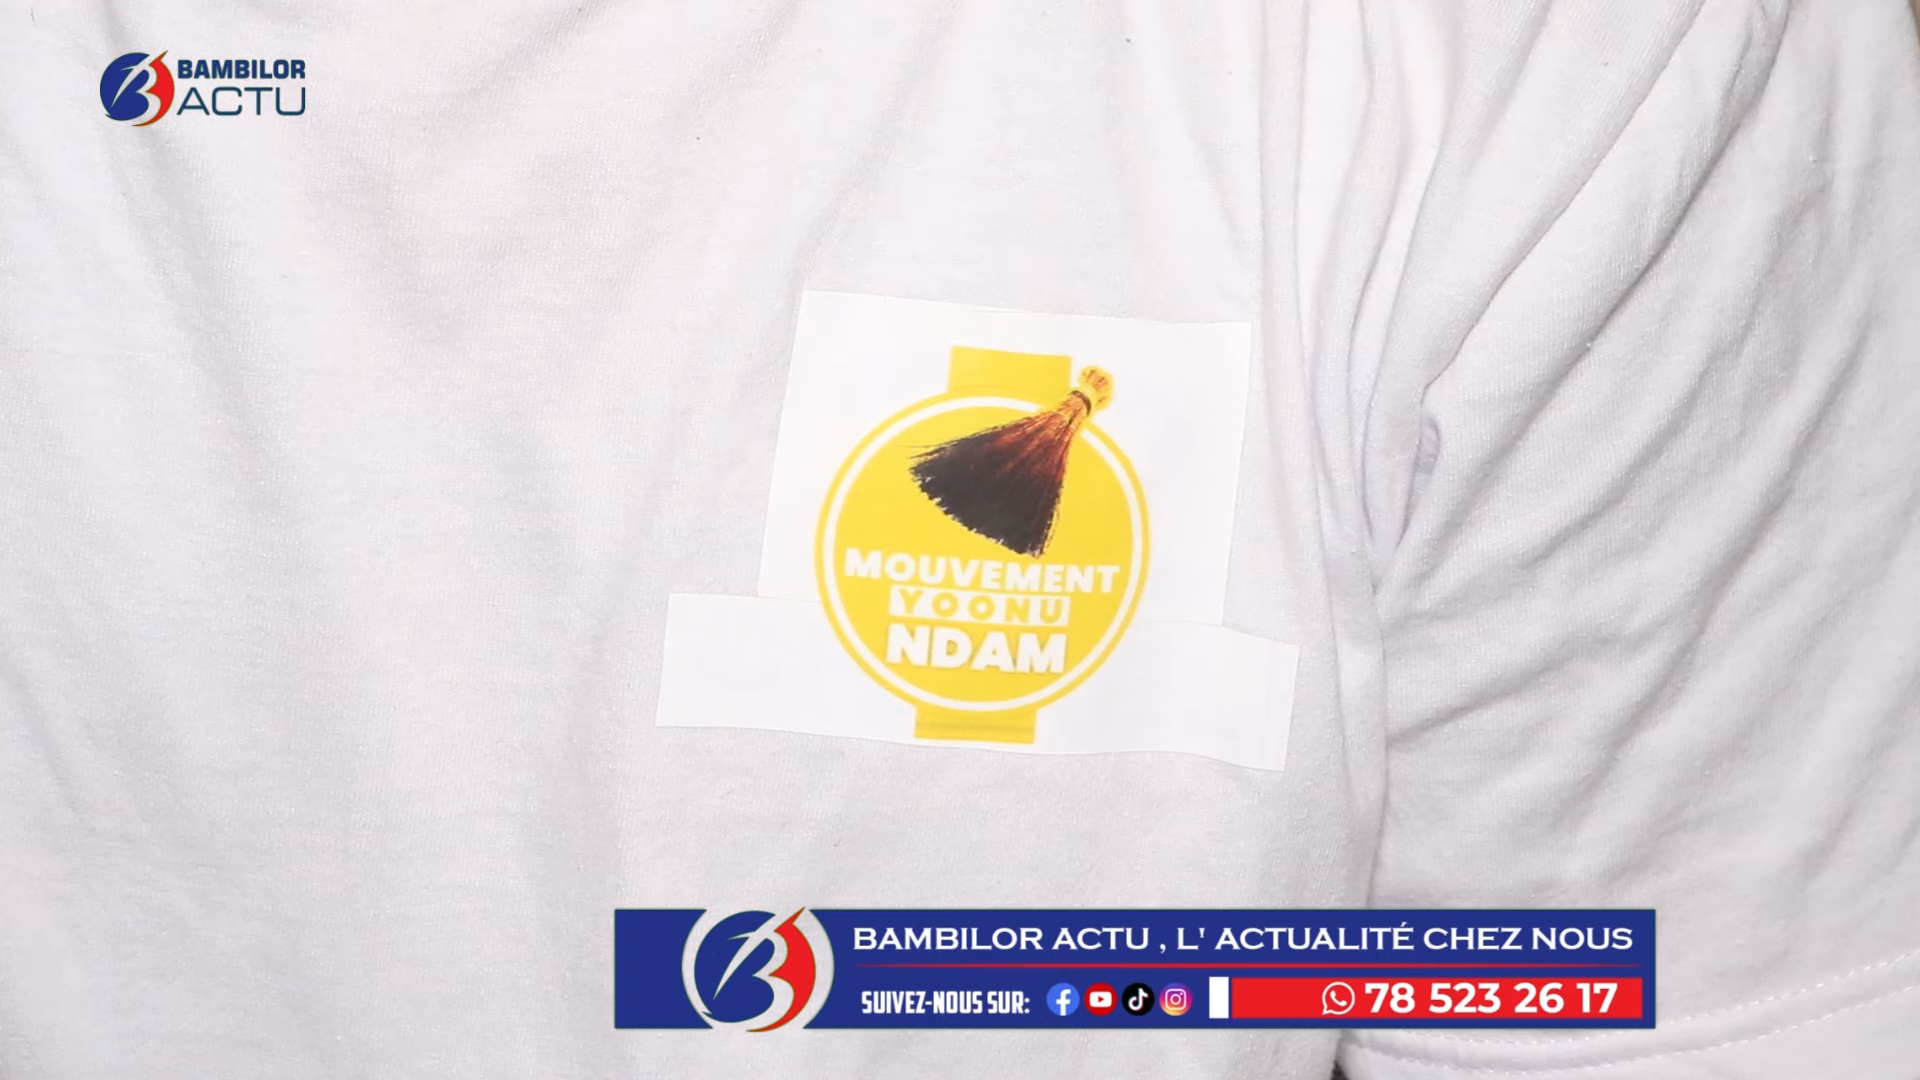 BAMBILOR
ACTU
MOUVEMENT
YOONU
NDAM
BAMBILOR ACTU , L' ACTUALITÉ CHEZ NOUS
SUIVEZ-NOUS SUR:
78 523 26 17